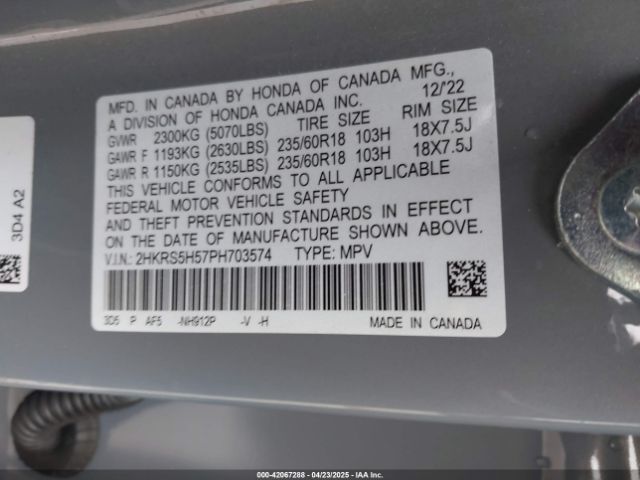 MFD. IN CANADA BY HONDA OF CANADA MFG.,
A DIVISION OF HONDA CANADA INC. 12/'22
GVWR 2300KG (5070LBS) TIRE SIZE RIM SIZE
GAWR F 1193KG (2630LBS) 235/60R18 103H 18X7.5J
GAWR R 1150KG (2535LBS) 235/60R18 103H 18X7.5J
THIS VEHICLE CONFORMS TO ALL APPLICABLE
FEDERAL MOTOR VEHICLE SAFETY
AND THEFT PREVENTION STANDARDS IN EFFECT
ON THE DATE OF MANUFACTURE SHOWN ABOVE.
V.I.N.: 2HKRS5H57PH703574 TYPE: MPV
3D5 P AF5 -NH912P -V -H MADE IN CANADA
3D4 A2
000-42067288 - 04/23/2025 - IAA Inc.